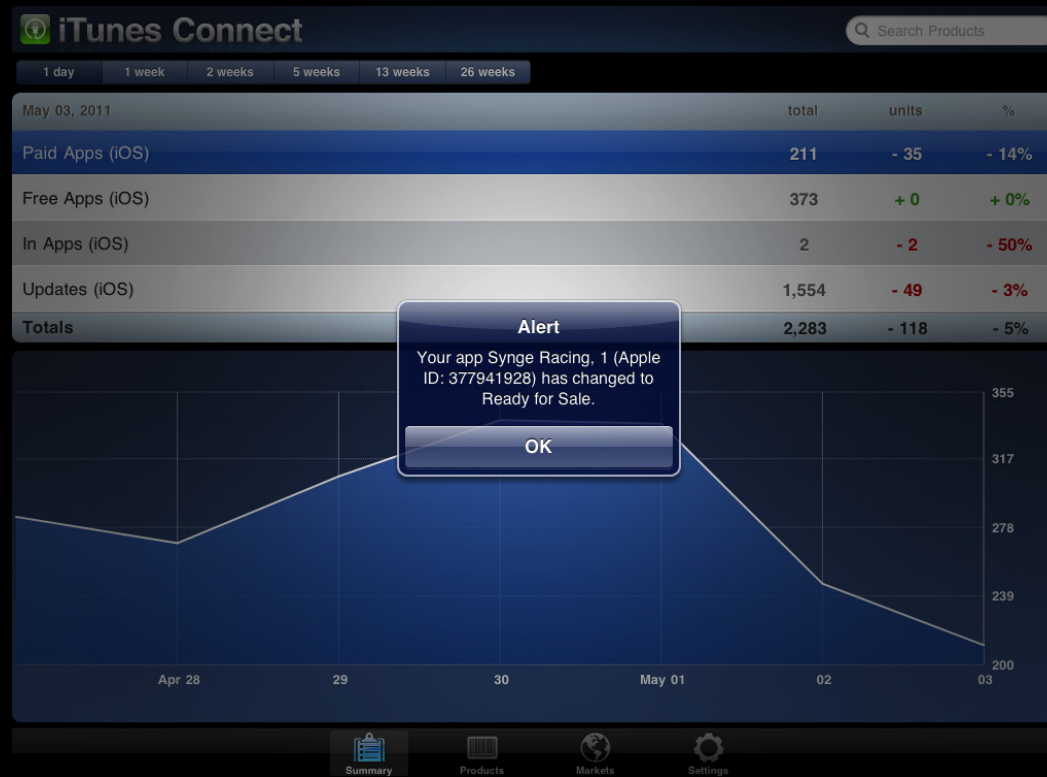 iTunes Connect
Search Products
1 day 1 week 2 weeks 5 weeks 13 weeks 26 weeks
May 03, 2011 total units %
Paid Apps (iOS) 211 - 35 - 14%
Free Apps (iOS) 373 + 0 + 0%
In Apps (iOS) 2 - 2 - 50%
Updates (iOS) 1,554 - 49 - 3%
Totals 2,283 - 118 - 5%
Alert
Your app Synge Racing, 1 (Apple
ID: 377941928) has changed to
Ready for Sale.
OK
355
317
278
239
200
Apr 28 29 30 May 01 02 03
Summary Products Markets Settings